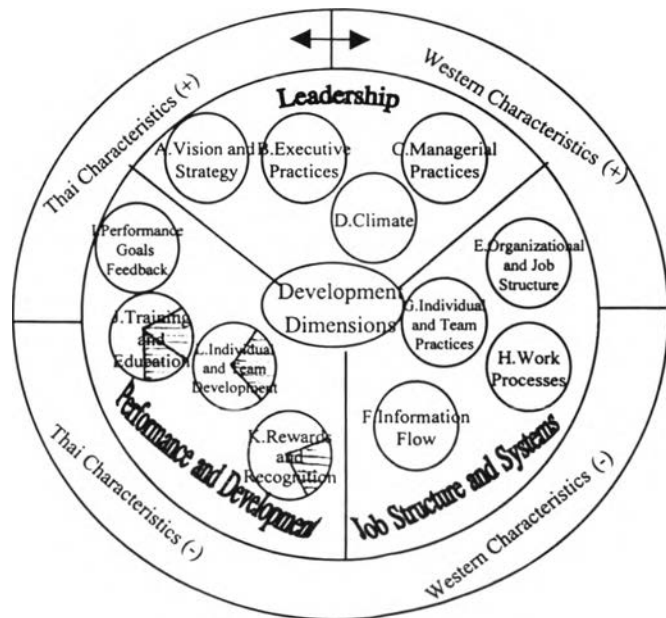 Thai Characteristics (+)
Western Characteristics (+)
Leadership
A.Vision and
Strategy
B.Executive
Practices
C.Managerial
Practices
D.Climate
I.Performance
Goals
Feedback
E.Organizational
and Job
Structure
Development
Dimensions
G.Individual
and Team
Practices
J.Training
and
Education
L.Individual
and Team
Development
H.Work
Processes
F.Information
Flow
K.Rewards
and
Recognition
Performance and Development
Job Structure and Systems
Thai Characteristics (-)
Western Characteristics (-)